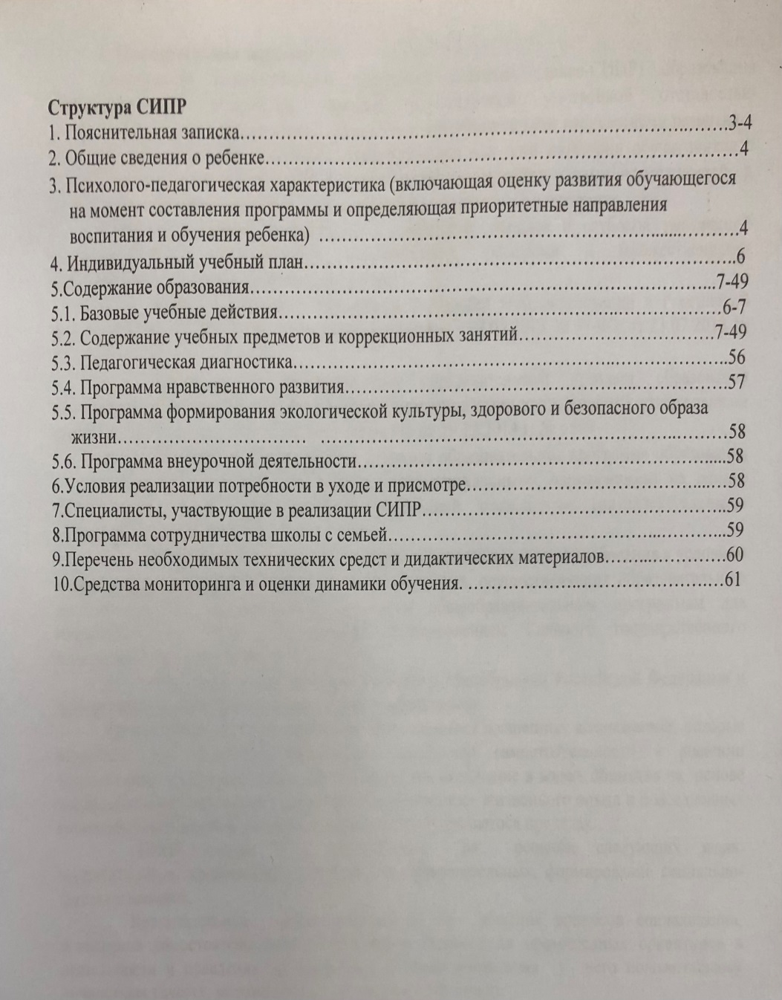 Структура СИПР
1. Пояснительная записка……………………………………………………………3-4
2. Общие сведения о ребенке…………………………………………………………4
3. Психолого-педагогическая характеристика (включающая оценку развития обучающегося
на момент составления программы и определяющая приоритетные направления
воспитания и обучения ребенка) ……………………………………………………4
4. Индивидуальный учебный план……………………………………………………6
5.Содержание образования…………………………………………………………7-49
5.1. Базовые учебные действия………………………………………………………6-7
5.2. Содержание учебных предметов и коррекционных занятий………………………7-49
5.3. Педагогическая диагностика……………………………………………………56
5.4. Программа нравственного развития………………………………………………57
5.5. Программа формирования экологической культуры, здорового и безопасного образа
жизни………………………… ……………………………………………………58
5.6. Программа внеурочной деятельности………………………………………………58
6.Условия реализации потребности в уходе и присмотре………………………………58
7.Специалисты, участвующие в реализации СИПР……………………………………59
8.Программа сотрудничества школы с семьей…………………………………………59
9.Перечень необходимых технических средст и дидактических материалов………………60
10.Средства мониторинга и оценки динамики обучения. …………………………………61